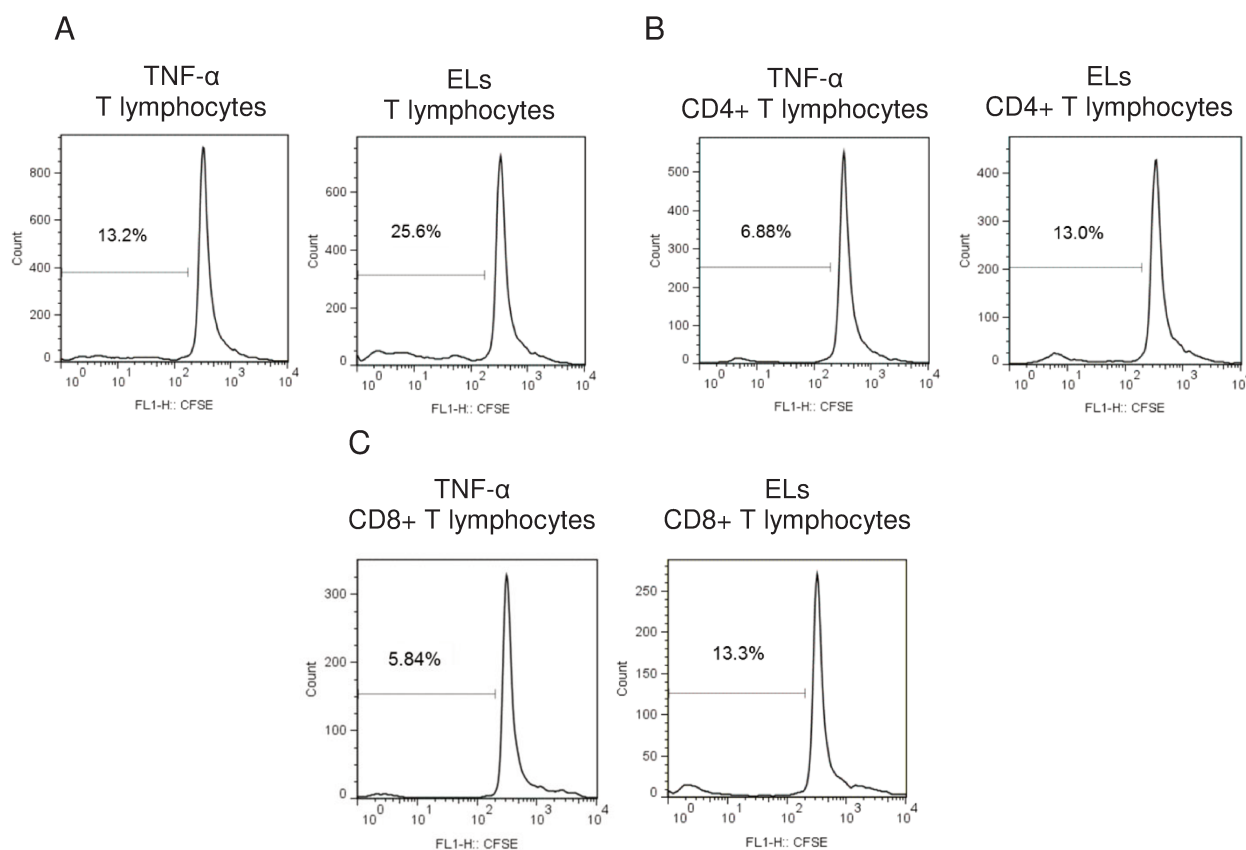 A
B
TNF-α
T lymphocytes
ELs
T lymphocytes
TNF-α
CD4+ T lymphocytes
ELs
CD4+ T lymphocytes
800
600
400
200
0
Count
13.2%
10^0 10^1 10^2 10^3 10^4
FL1-H:: CFSE
600
400
200
0
Count
25.6%
10^0 10^1 10^2 10^3 10^4
FL1-H:: CFSE
500
400
300
200
100
0
Count
6.88%
10^0 10^1 10^2 10^3 10^4
FL1-H:: CFSE
400
300
200
100
0
Count
13.0%
10^0 10^1 10^2 10^3 10^4
FL1-H:: CFSE
C
TNF-α
CD8+ T lymphocytes
ELs
CD8+ T lymphocytes
300
200
100
0
Count
5.84%
10^0 10^1 10^2 10^3 10^4
FL1-H:: CFSE
250
200
150
100
50
0
Count
13.3%
10^0 10^1 10^2 10^3 10^4
FL1-H:: CFSE